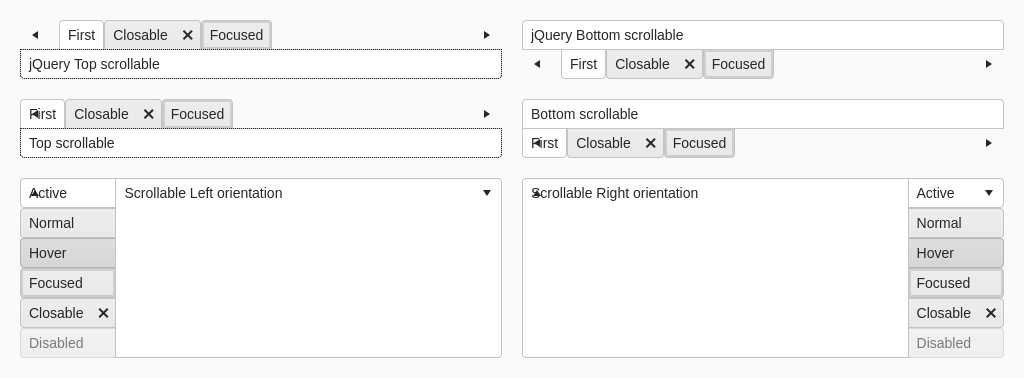 First Closable Focused
jQuery Top scrollable
jQuery Bottom scrollable
First Closable Focused
First Closable Focused
Top scrollable
Bottom scrollable
First Closable Focused
Active
Normal
Hover
Focused
Closable
Disabled
Scrollable Left orientation
Scrollable Right orientation
Active
Normal
Hover
Focused
Closable
Disabled